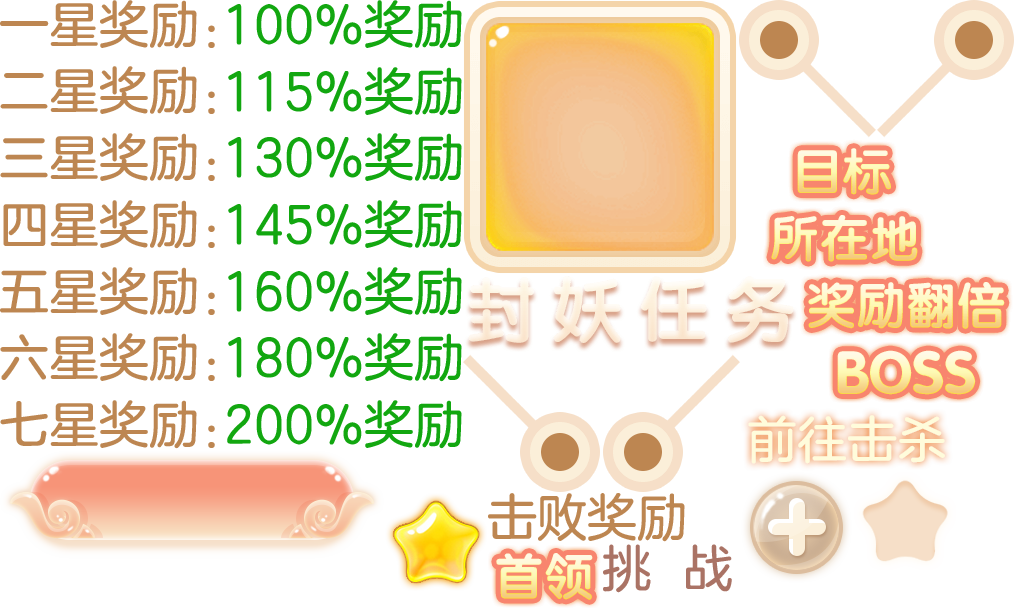 一星奖励:100%奖励
二星奖励:115%奖励
三星奖励:130%奖励
四星奖励:145%奖励
五星奖励:160%奖励
六星奖励:180%奖励
七星奖励:200%奖励
目标
所在地
封妖任务
奖励翻倍
BOSS
前往击杀
击败奖励
首领
挑 战